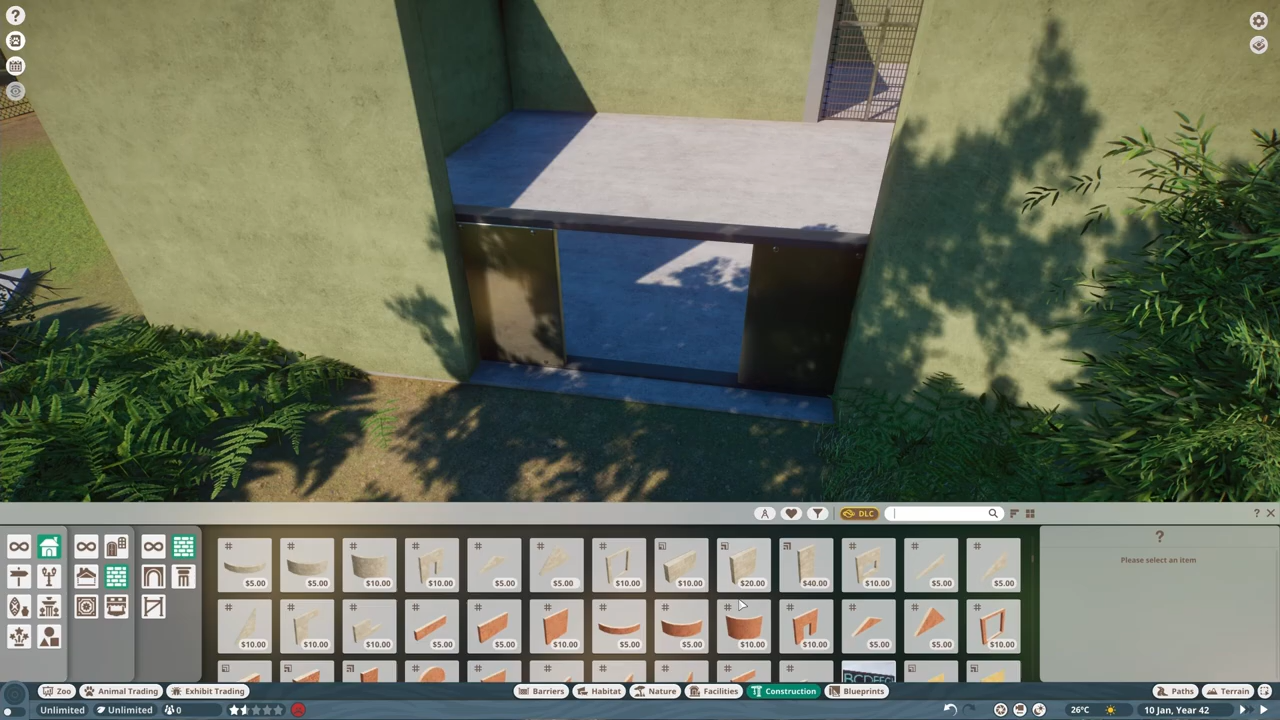 DLC
Please select an item
$5.00 $5.00 $10.00 $10.00 $5.00 $5.00 $10.00 $10.00 $20.00 $40.00 $10.00 $5.00 $5.00
$10.00 $10.00 $10.00 $5.00 $5.00 $10.00 $5.00 $5.00 $10.00 $10.00 $5.00 $5.00 $10.00
Zoo Animal Trading Exhibit Trading Barriers Habitat Nature Facilities Construction Blueprints Paths Terrain
Unlimited Unlimited 0 26°C 10 Jan, Year 42